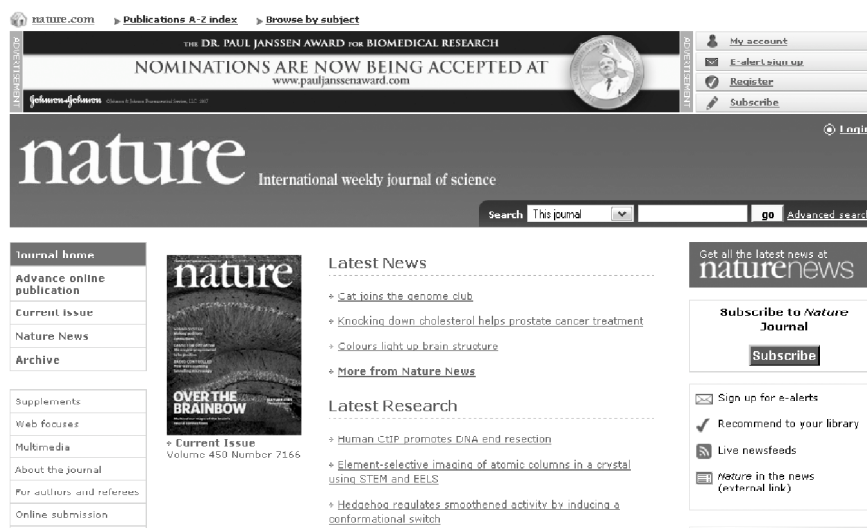 nature.com Publications A-Z index Browse by subject
ADVERTISEMENT
THE DR. PAUL JANSSEN AWARD FOR BIOMEDICAL RESEARCH
NOMINATIONS ARE NOW BEING ACCEPTED AT
www.pauljanssenaward.com
Johnson & Johnson
ADVERTISEMENT
My account
E-alert sign up
Register
Subscribe
Login
nature International weekly journal of science
Search This journal go Advanced search
Journal home
Advance online
publication
Current issue
Nature News
Archive
Supplements
Web focuses
Multimedia
About the journal
For authors and referees
Online submission
nature
OVER THE
BRAINBOW
Current Issue
Volume 450 Number 7166
Latest News
Cat joins the genome club
Knocking down cholesterol helps prostate cancer treatment
Colours light up brain structure
More from Nature News
Latest Research
Human CtIP promotes DNA end resection
Element-selective imaging of atomic columns in a crystal
using STEM and EELS
Hedgehog regulates smoothened activity by inducing a
conformational switch
Get all the latest news at
naturenews
Subscribe to Nature
Journal
Subscribe
Sign up for e-alerts
Recommend to your library
Live newsfeeds
Nature in the news
(external link)